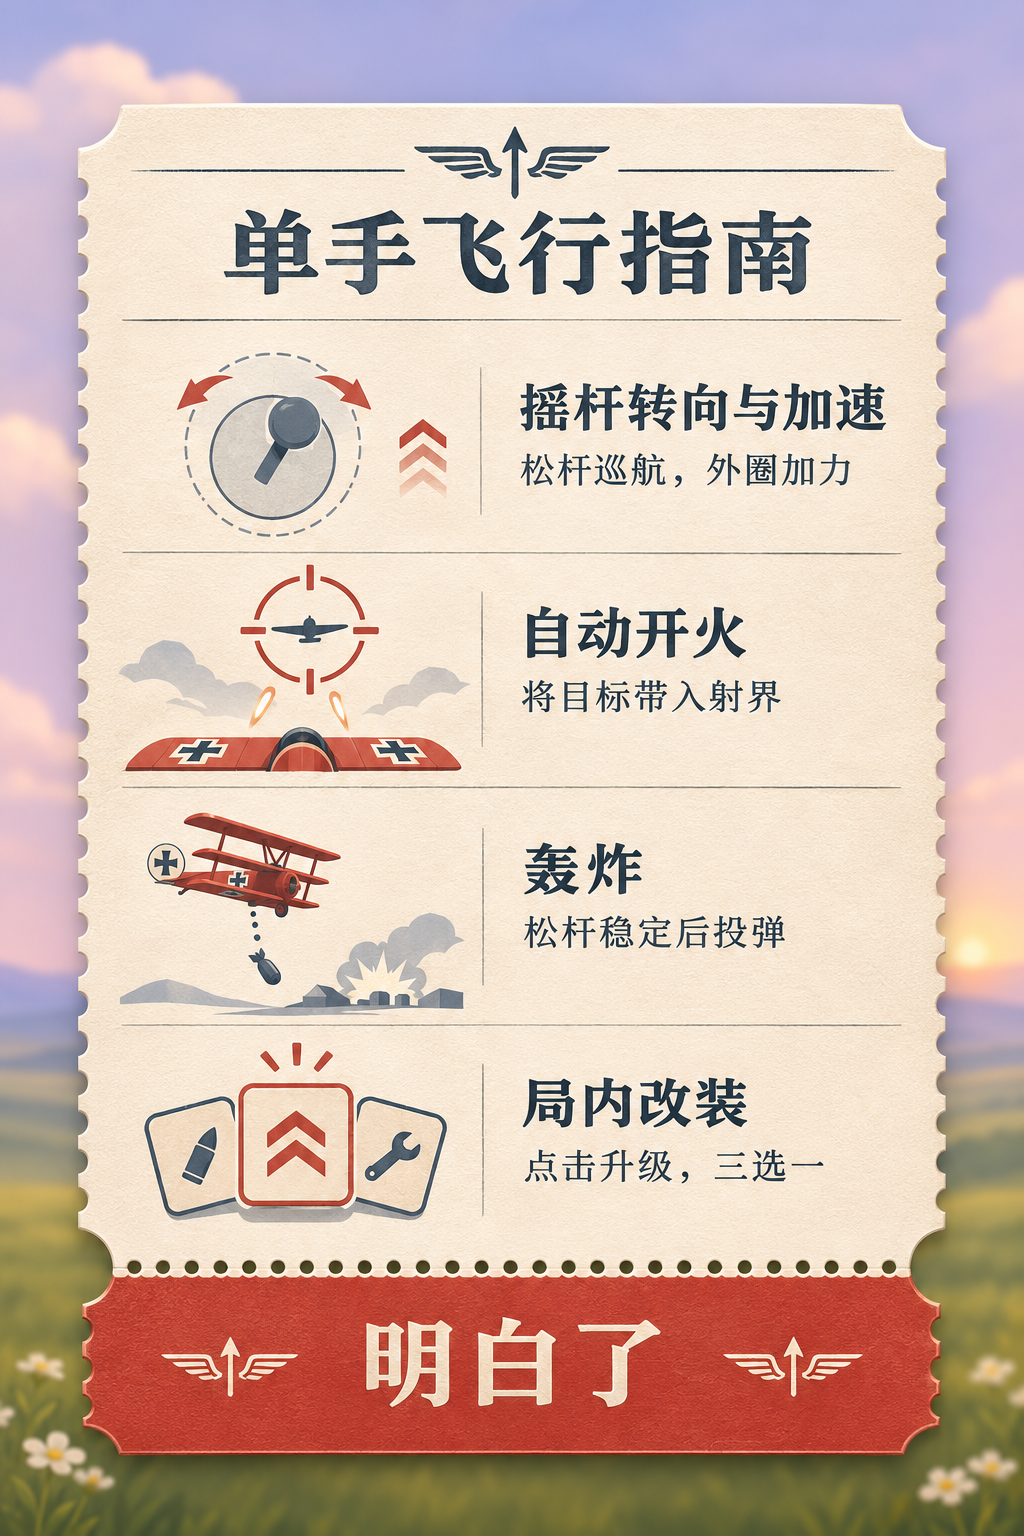 单手飞行指南
摇杆转向与加速
松杆巡航，外圈加力
自动开火
将目标带入射界
轰炸
松杆稳定后投弹
局内改装
点击升级，三选一
明白了